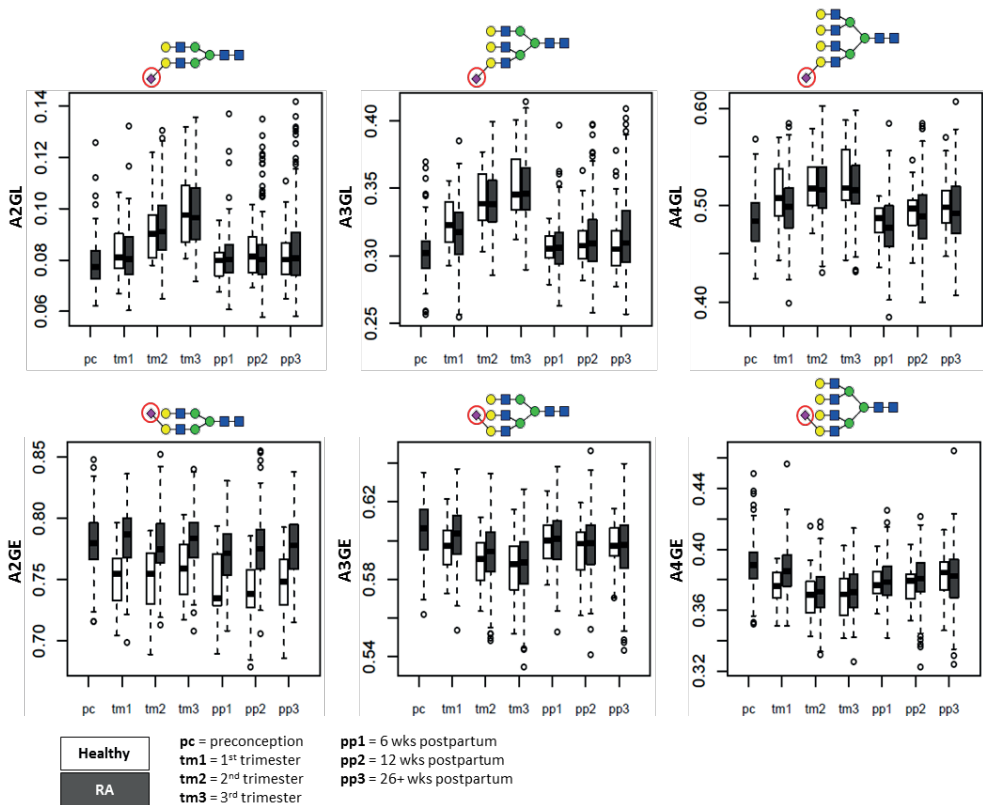 A2GL
0.06 0.08 0.10 0.12 0.14
pc tm1 tm2 tm3 pp1 pp2 pp3
A3GL
0.25 0.30 0.35 0.40
pc tm1 tm2 tm3 pp1 pp2 pp3
A4GL
0.40 0.50 0.60
pc tm1 tm2 tm3 pp1 pp2 pp3
A2GE
0.70 0.75 0.80 0.85
pc tm1 tm2 tm3 pp1 pp2 pp3
A3GE
0.54 0.58 0.62
pc tm1 tm2 tm3 pp1 pp2 pp3
A4GE
0.32 0.36 0.40 0.44
pc tm1 tm2 tm3 pp1 pp2 pp3
Healthy
RA
pc = preconception
tm1 = 1st trimester
tm2 = 2nd trimester
tm3 = 3rd trimester
pp1 = 6 wks postpartum
pp2 = 12 wks postpartum
pp3 = 26+ wks postpartum